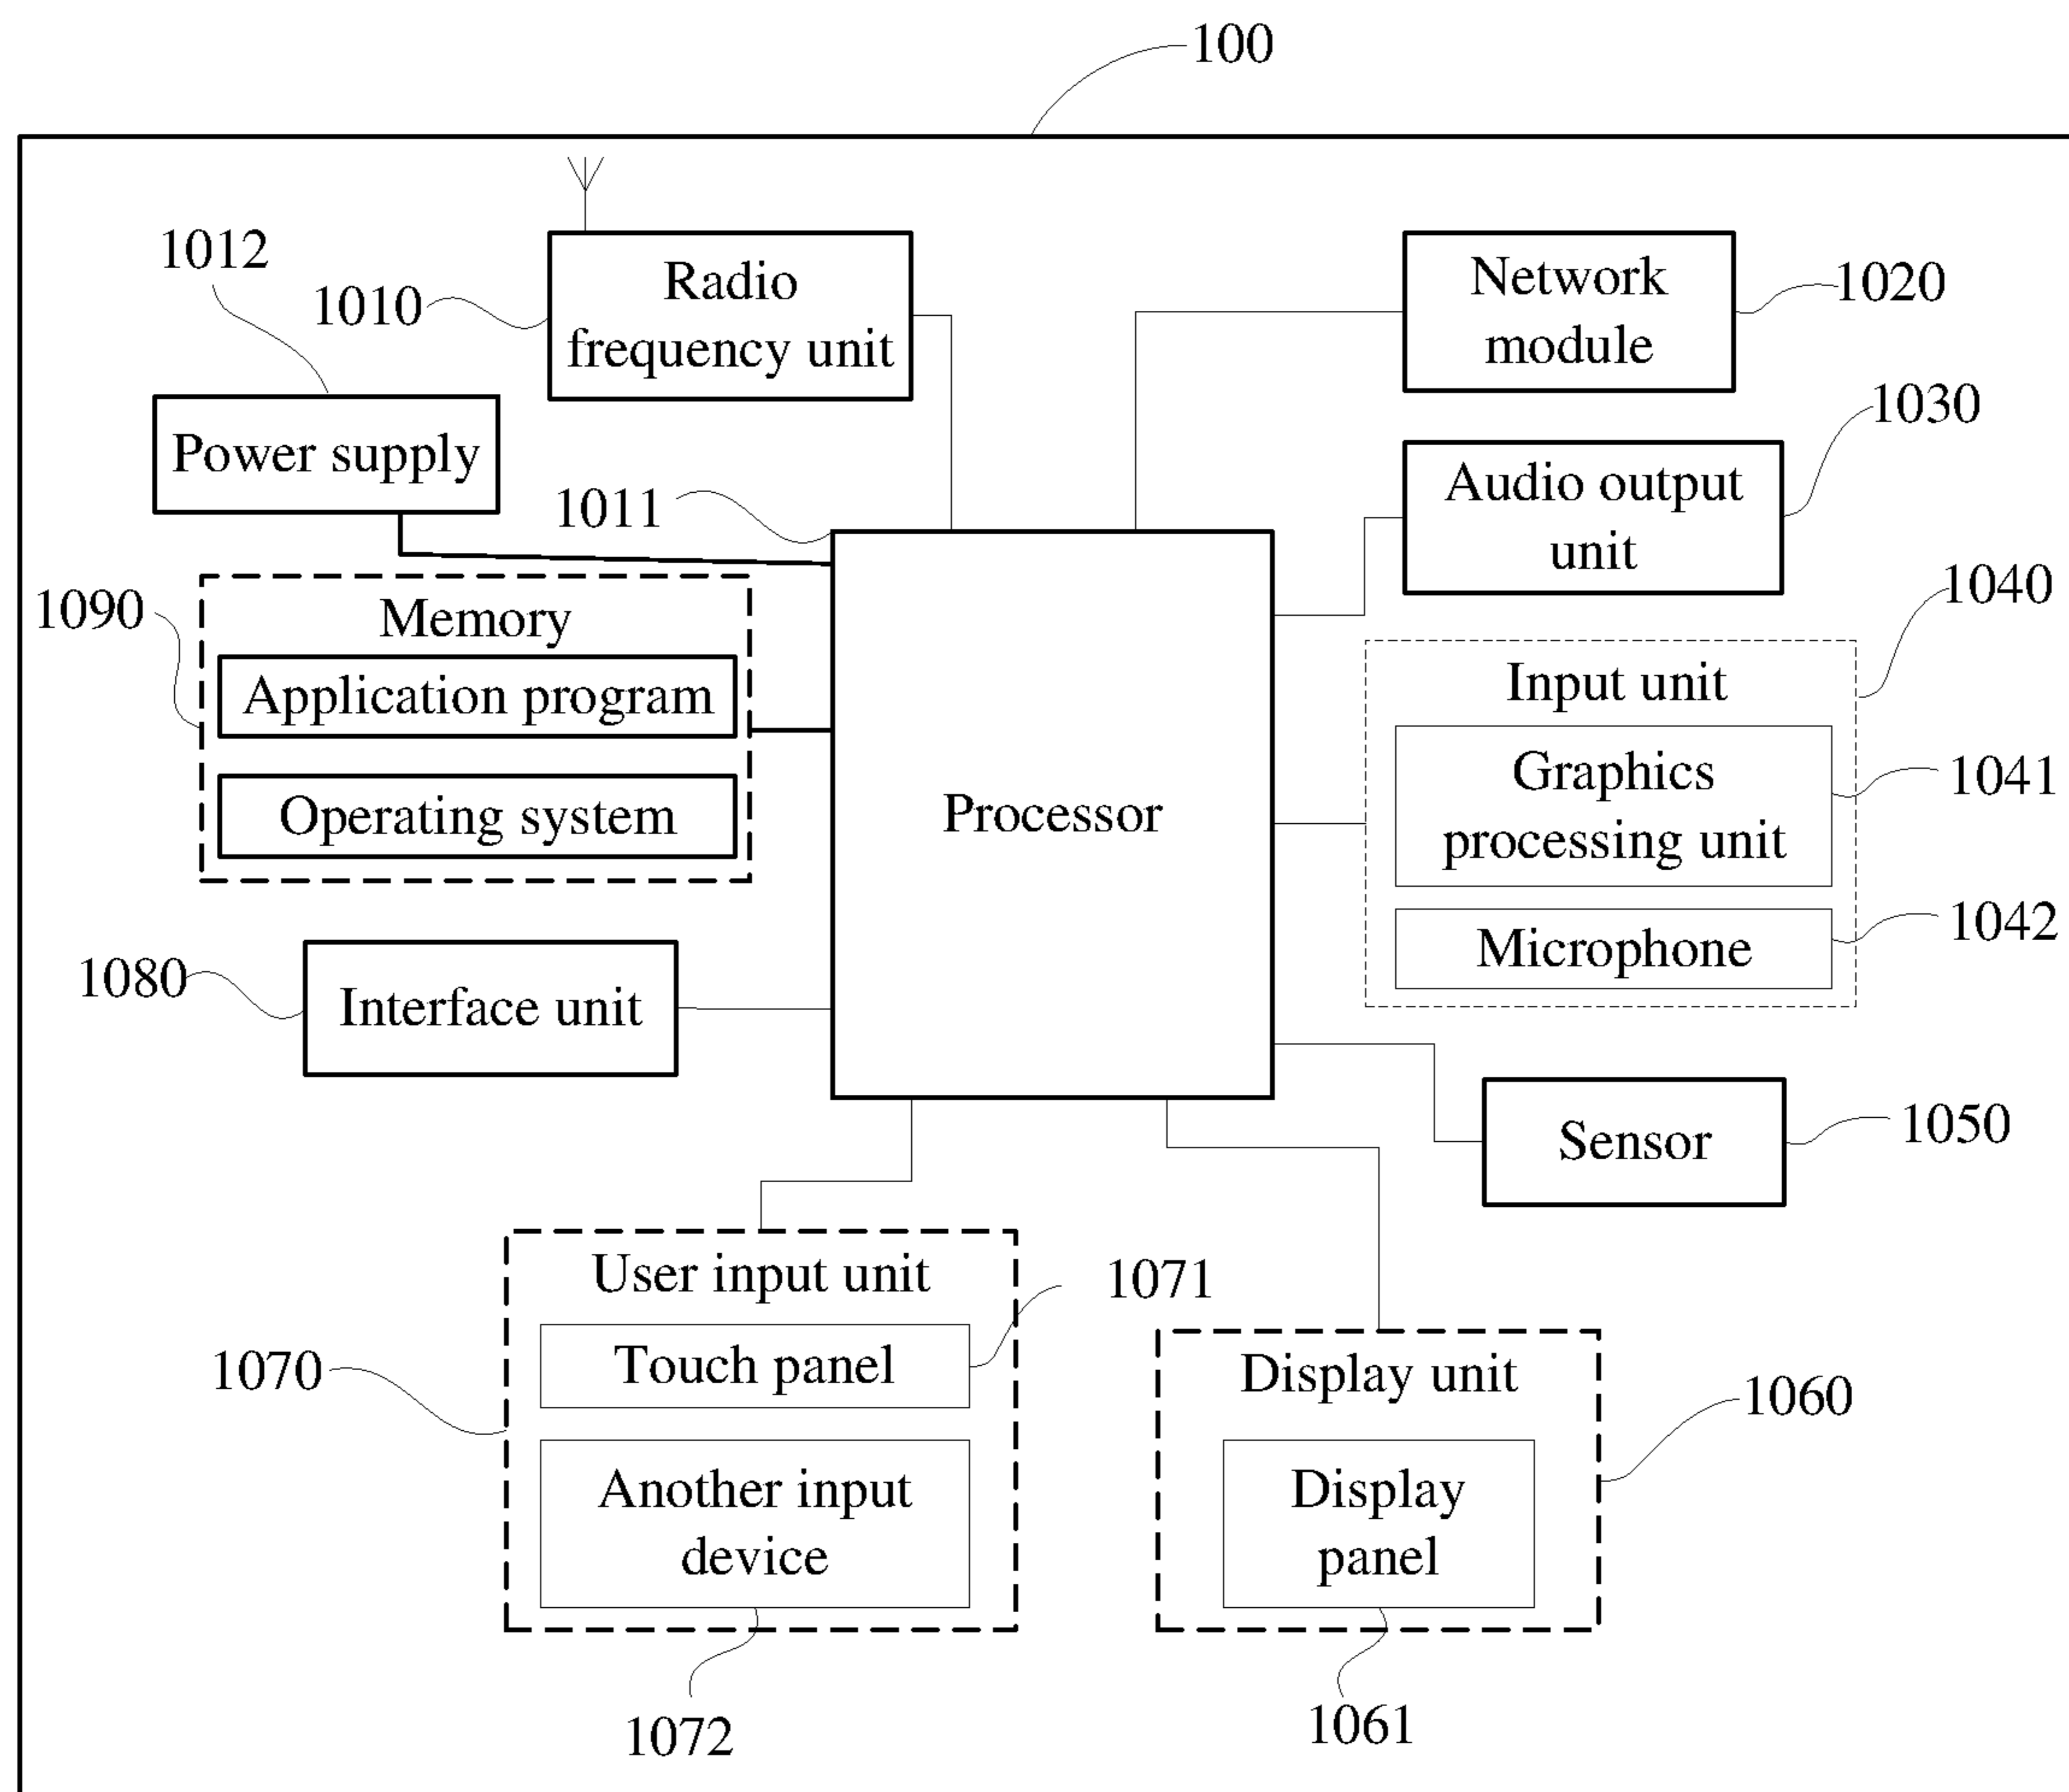 100
1012
1010
Radio
frequency unit
Network
module
1020
Power supply
1030
1011
Audio output
unit
1090
Memory
Application program
Operating system
Processor
1040
Input unit
Graphics
processing unit
1041
Microphone
1042
1080
Interface unit
Sensor
1050
User input unit
1071
1070
Touch panel
Another input
device
1072
Display unit
1060
Display
panel
1061